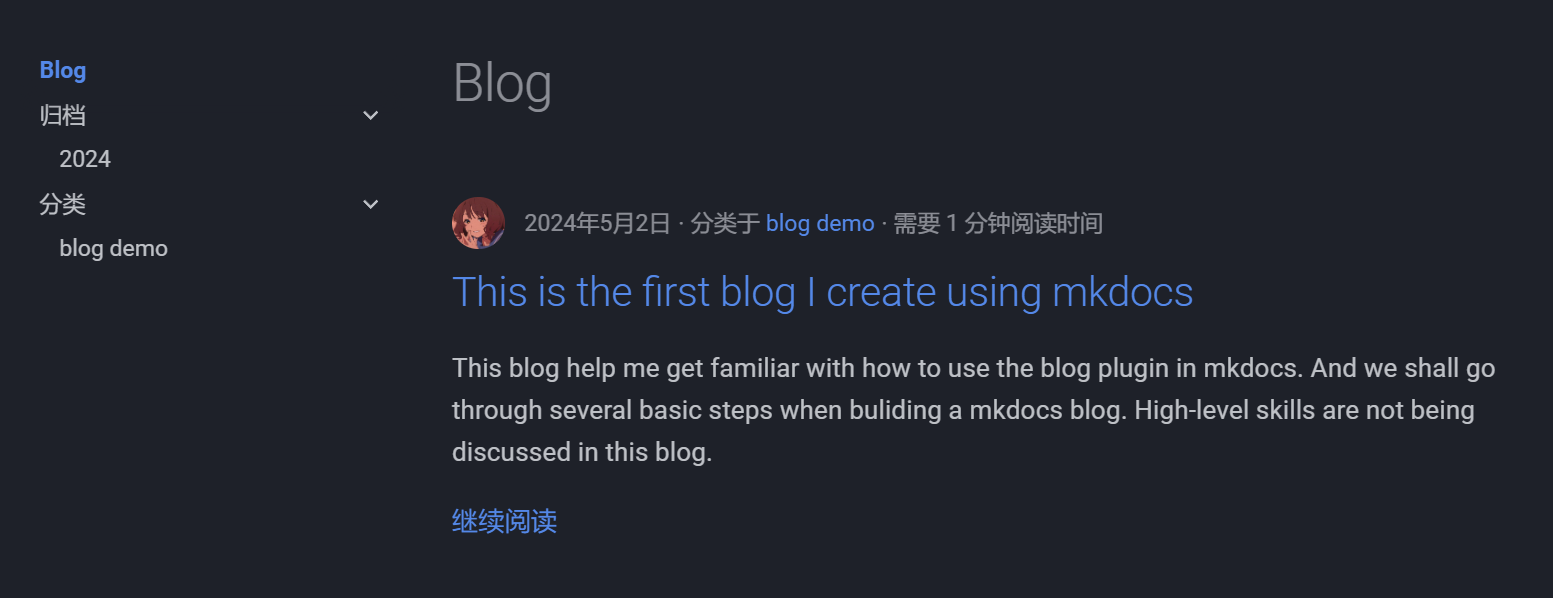 Blog
归档
2024
分类
blog demo
Blog
2024年5月2日 · 分类于 blog demo · 需要 1 分钟阅读时间
This is the first blog I create using mkdocs
This blog help me get familiar with how to use the blog plugin in mkdocs. And we shall go
through several basic steps when buliding a mkdocs blog. High-level skills are not being
discussed in this blog.
继续阅读